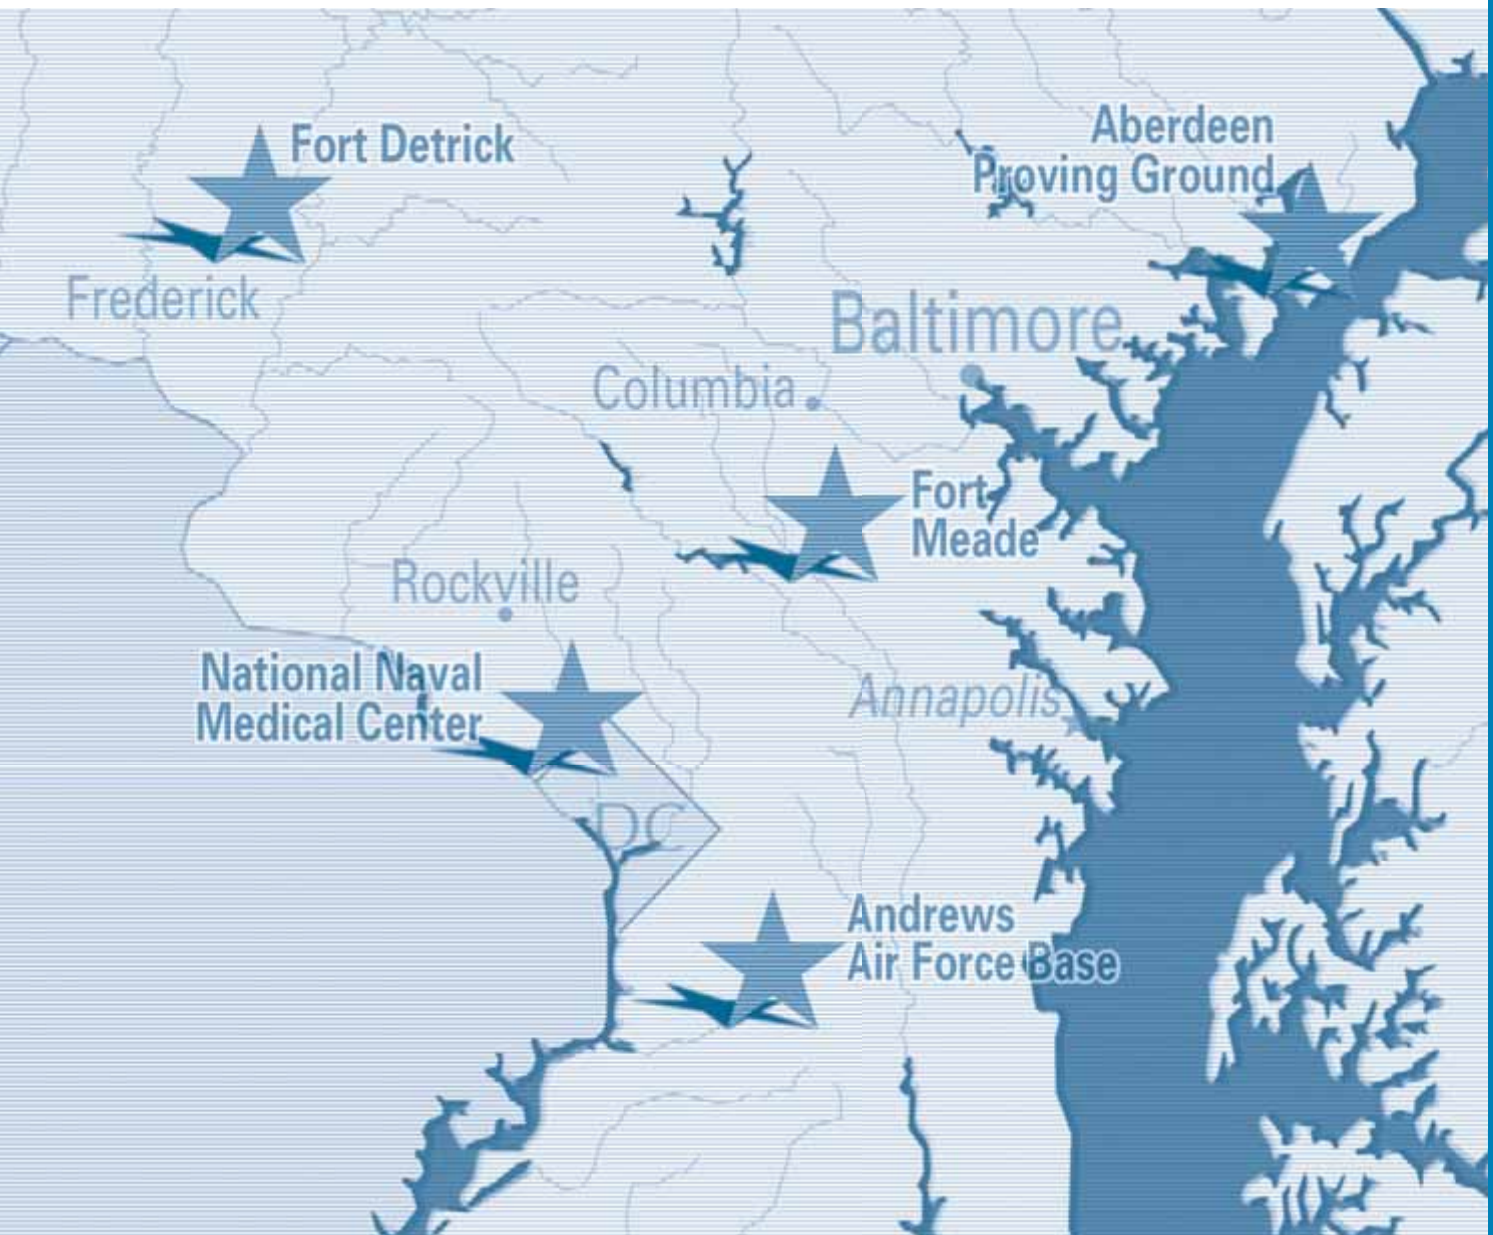 Fort Detrick
Aberdeen
Proving Ground
Frederick
Baltimore
Columbia
Fort
Meade
Rockville
National Naval
Medical Center
Annapolis
DC
Andrews
Air Force Base